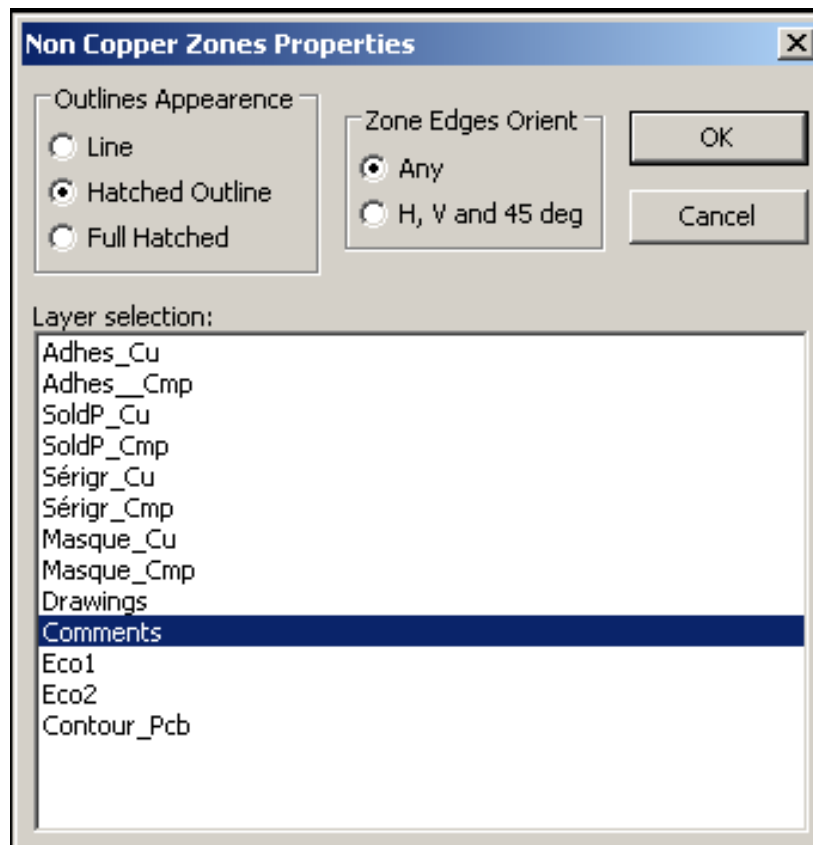 Non Copper Zones Properties
Outlines Appearence
Line
Hatched Outline
Full Hatched
Zone Edges Orient
Any
H, V and 45 deg
OK
Cancel
Layer selection:
Adhes_Cu
Adhes__Cmp
SoldP_Cu
SoldP_Cmp
Sérigr_Cu
Sérigr_Cmp
Masque_Cu
Masque_Cmp
Drawings
Comments
Eco1
Eco2
Contour_Pcb